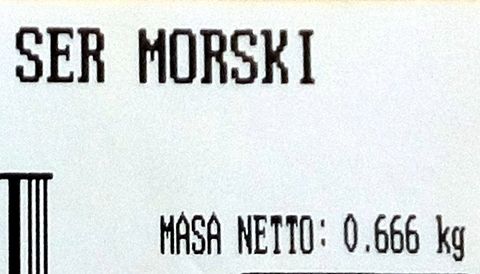 SER MORSKI
MASA NETTO: 0.666 kg